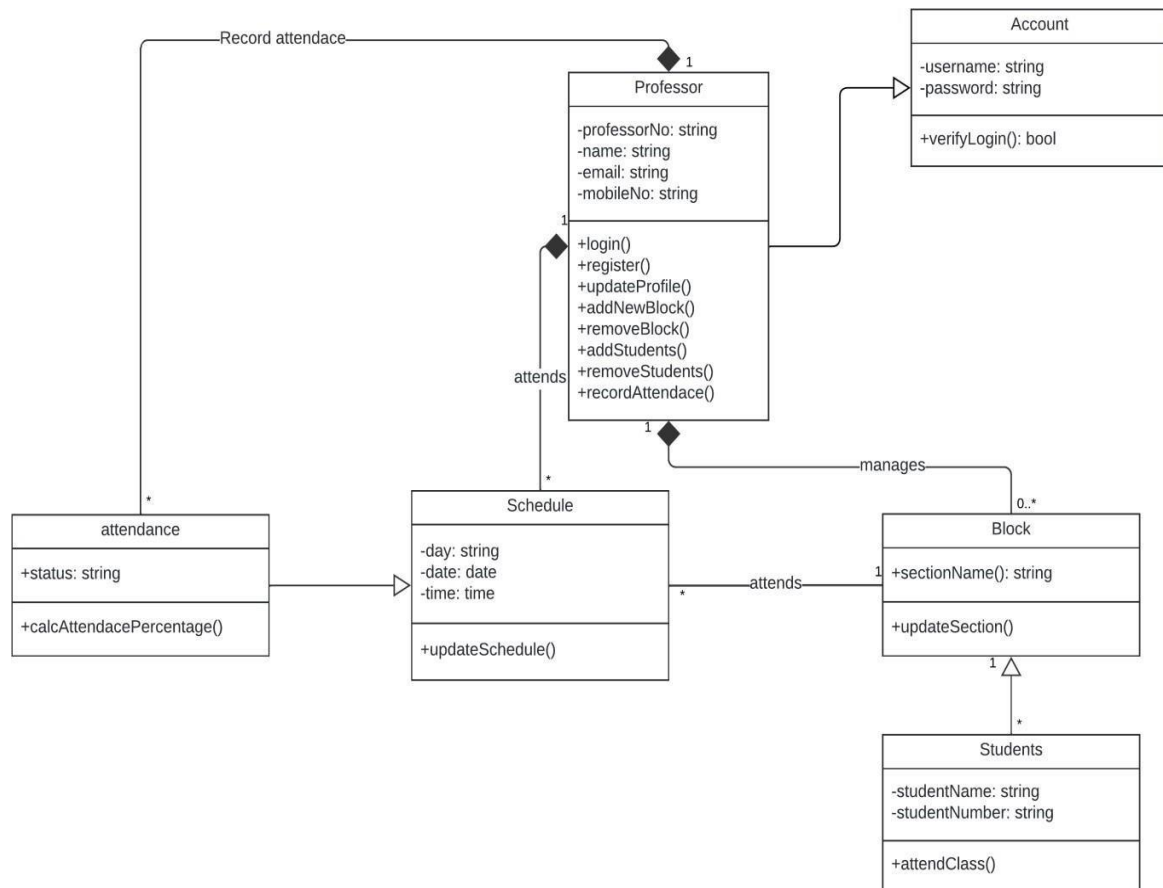 Record attendace
1
Professor
-professorNo: string
-name: string
-email: string
-mobileNo: string
+login()
+register()
+updateProfile()
+addNewBlock()
+removeBlock()
+addStudents()
+removeStudents()
+recordAttendace()
Account
-username: string
-password: string
+verifyLogin(): bool
1
attends
*
1
manages
0..*
*
attendance
+status: string
+calcAttendacePercentage()
Schedule
-day: string
-date: date
-time: time
+updateSchedule()
*
attends
1
Block
+sectionName(): string
+updateSection()
1
*
Students
-studentName: string
-studentNumber: string
+attendClass()